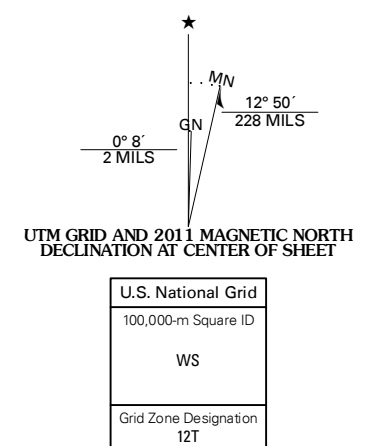 ★
MN
12° 50´
228 MILS
GN
0° 8´
2 MILS
UTM GRID AND 2011 MAGNETIC NORTH
DECLINATION AT CENTER OF SHEET
U.S. National Grid
100,000-m Square ID
WS
Grid Zone Designation
12T